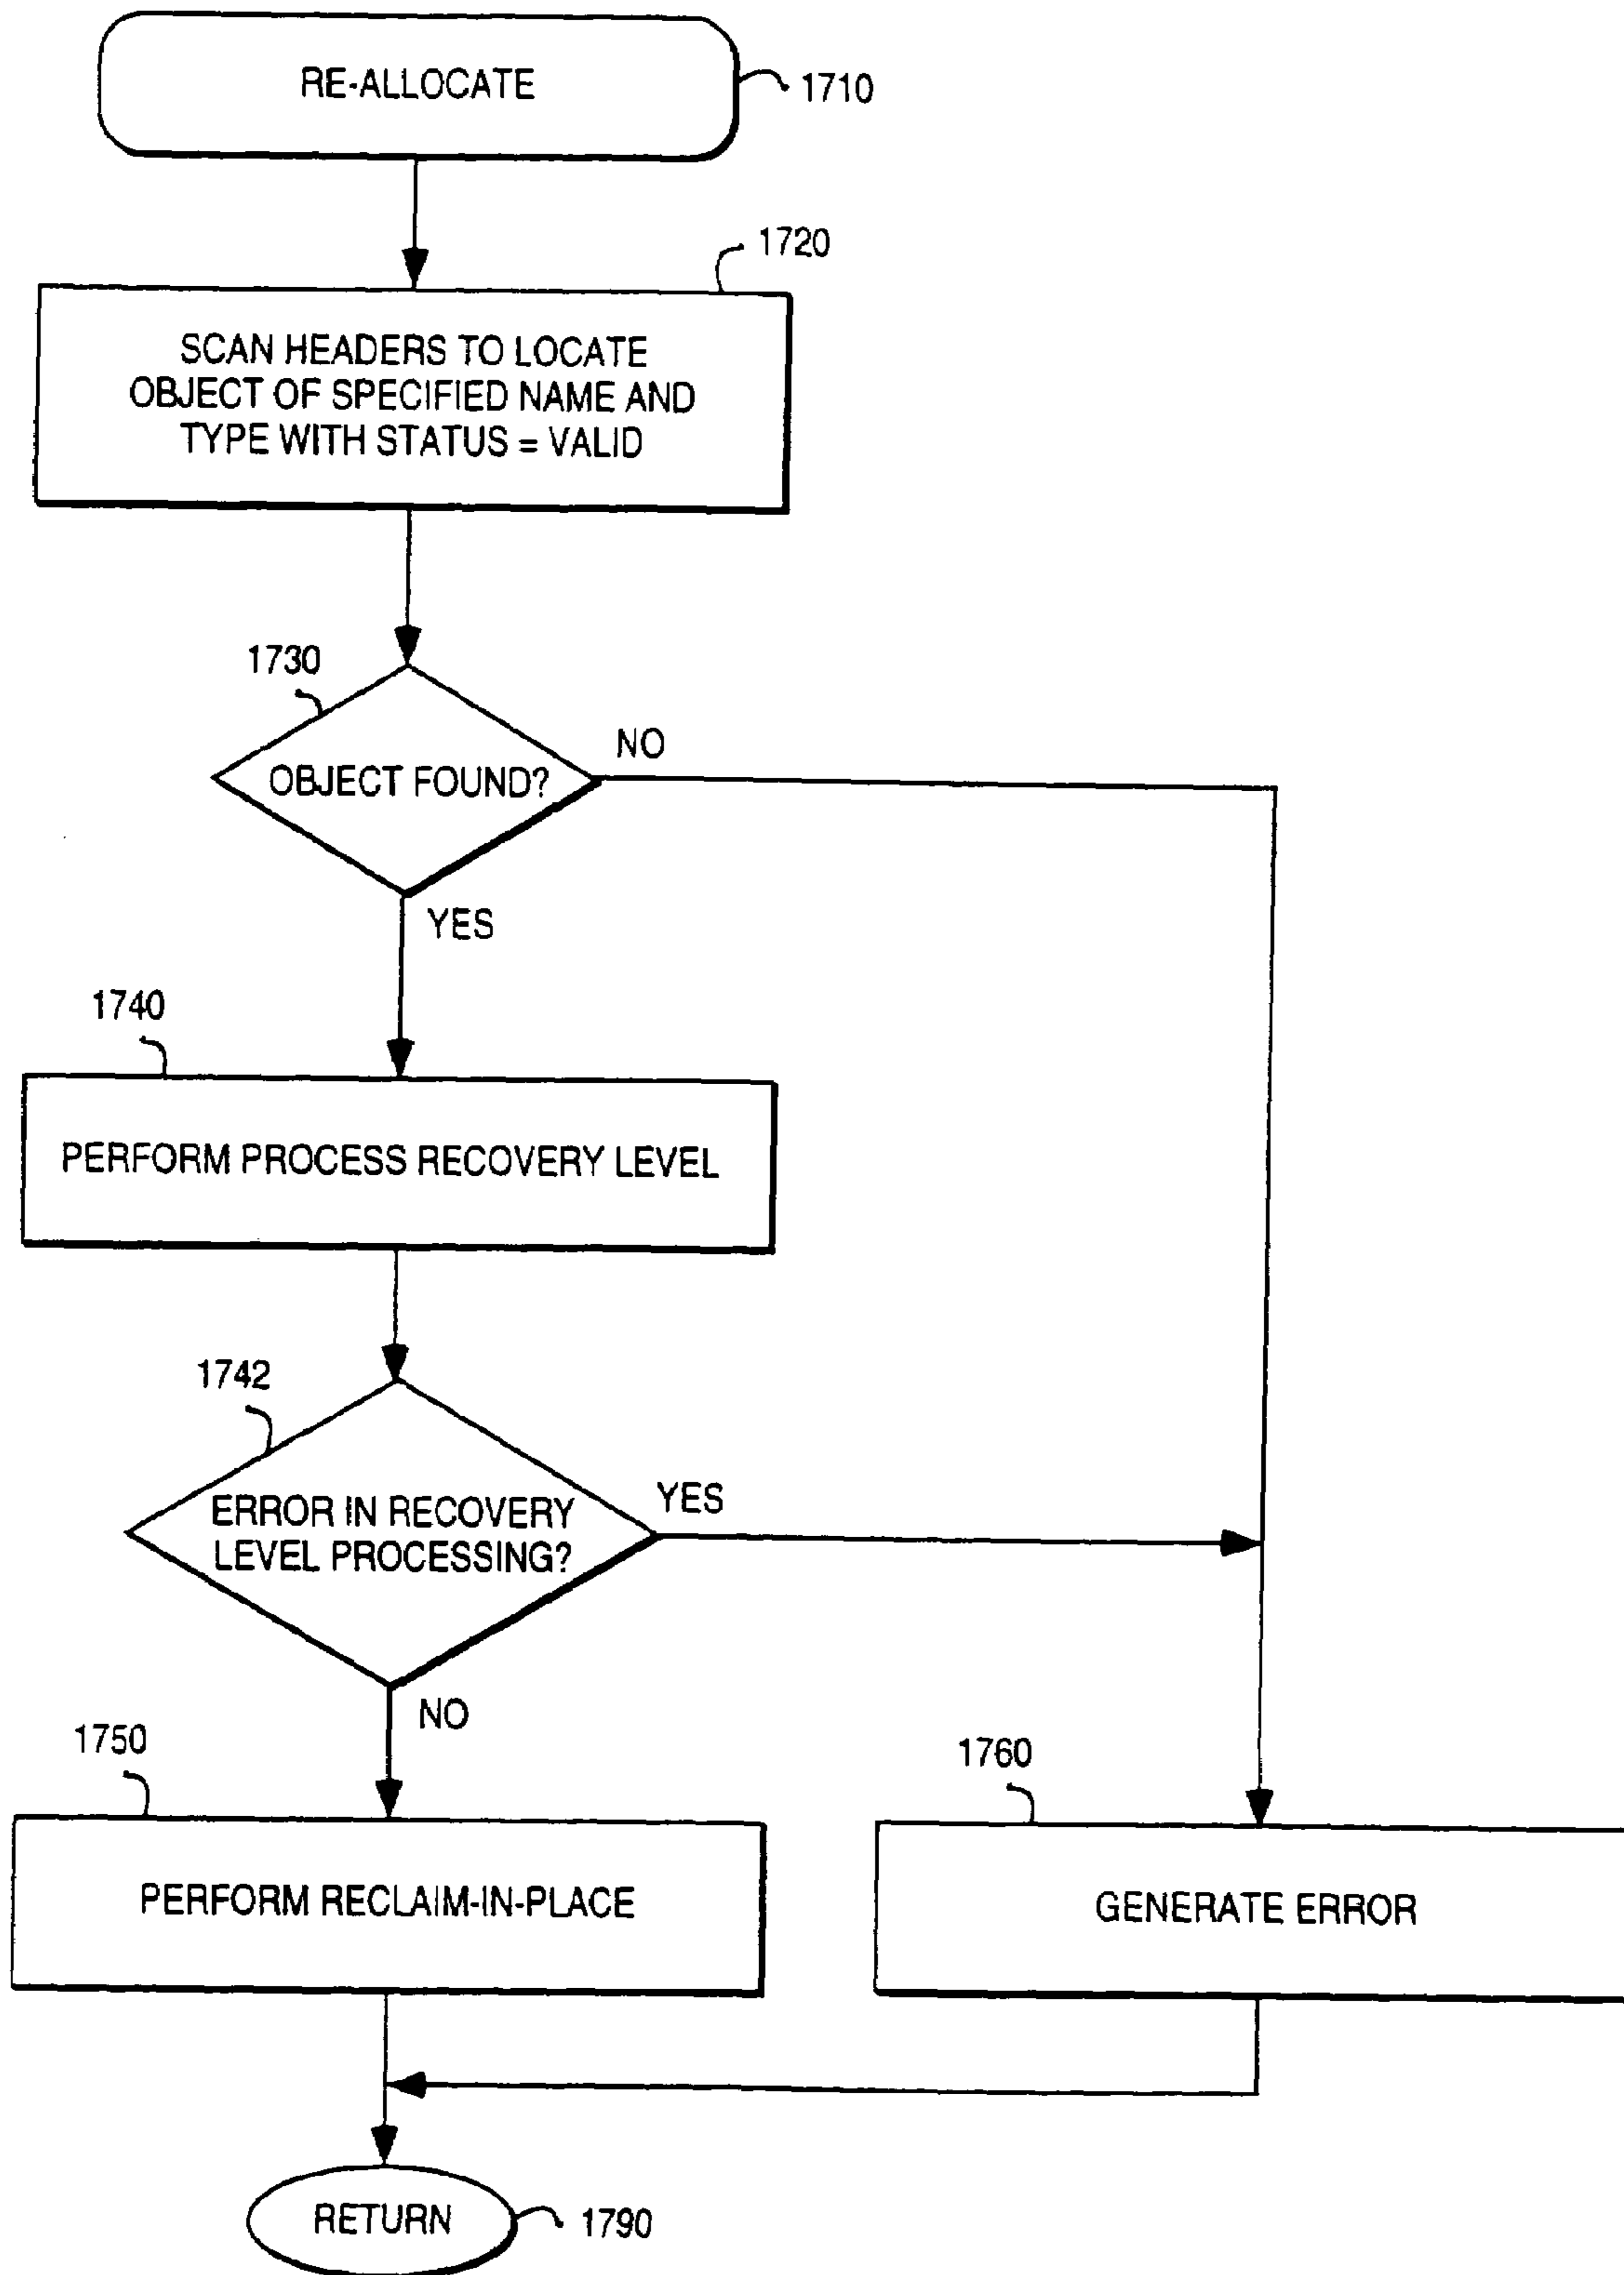 RE-ALLOCATE
1710
1720
SCAN HEADERS TO LOCATE
OBJECT OF SPECIFIED NAME AND
TYPE WITH STATUS = VALID
1730
OBJECT FOUND?
NO
YES
1740
PERFORM PROCESS RECOVERY LEVEL
1742
ERROR IN RECOVERY
LEVEL PROCESSING?
YES
NO
1750
PERFORM RECLAIM-IN-PLACE
1760
GENERATE ERROR
RETURN
1790